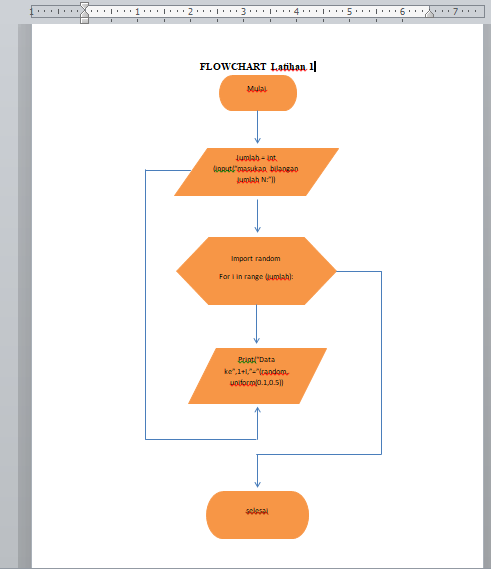 1 1 2 3 4 5 6 7
FLOWCHART Latihan 1
Mulai
Jumlah = int
(input("masukan bilangan
jumlah N:"))
Import random
For i in range (jumlah):
Print("Data
ke",1+I,"="(random,
uniform(0.1,0.5))
selesai